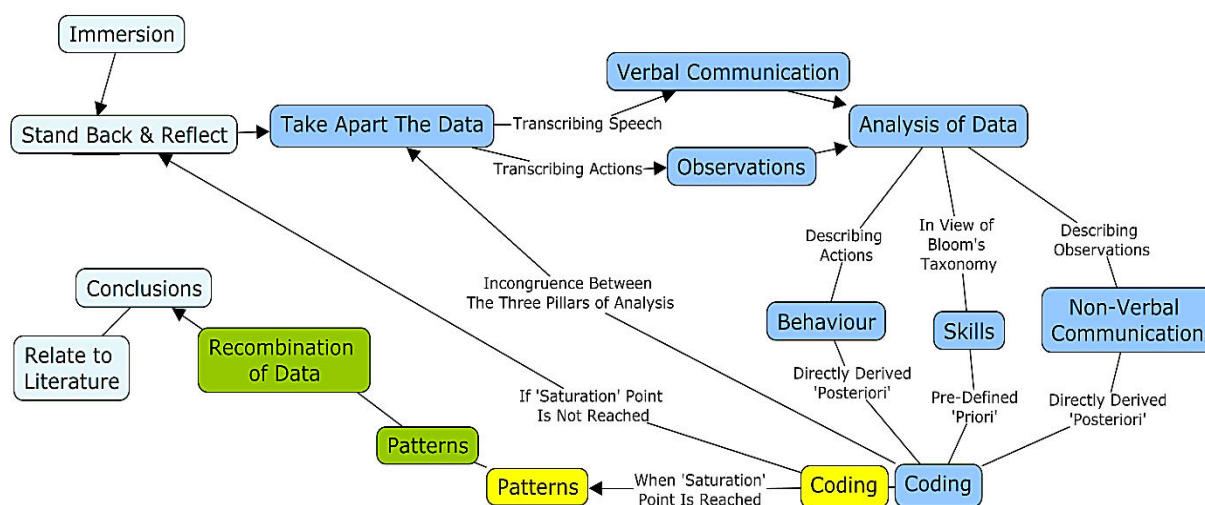 Immersion
Stand Back & Reflect
Take Apart The Data
Transcribing Speech
Transcribing Actions
Verbal Communication
Observations
Analysis of Data
Describing
Actions
In View of
Bloom's
Taxonomy
Describing
Observations
Behaviour
Skills
Non-Verbal
Communication
Directly Derived
'Posteriori'
Pre-Defined
'Priori'
Directly Derived
'Posteriori'
Incongruence Between
The Three Pillars of Analysis
Conclusions
Relate to
Literature
Recombination
of Data
If 'Saturation' Point
Is Not Reached
Patterns
Patterns
When 'Saturation'
Point Is Reached
Coding
Coding